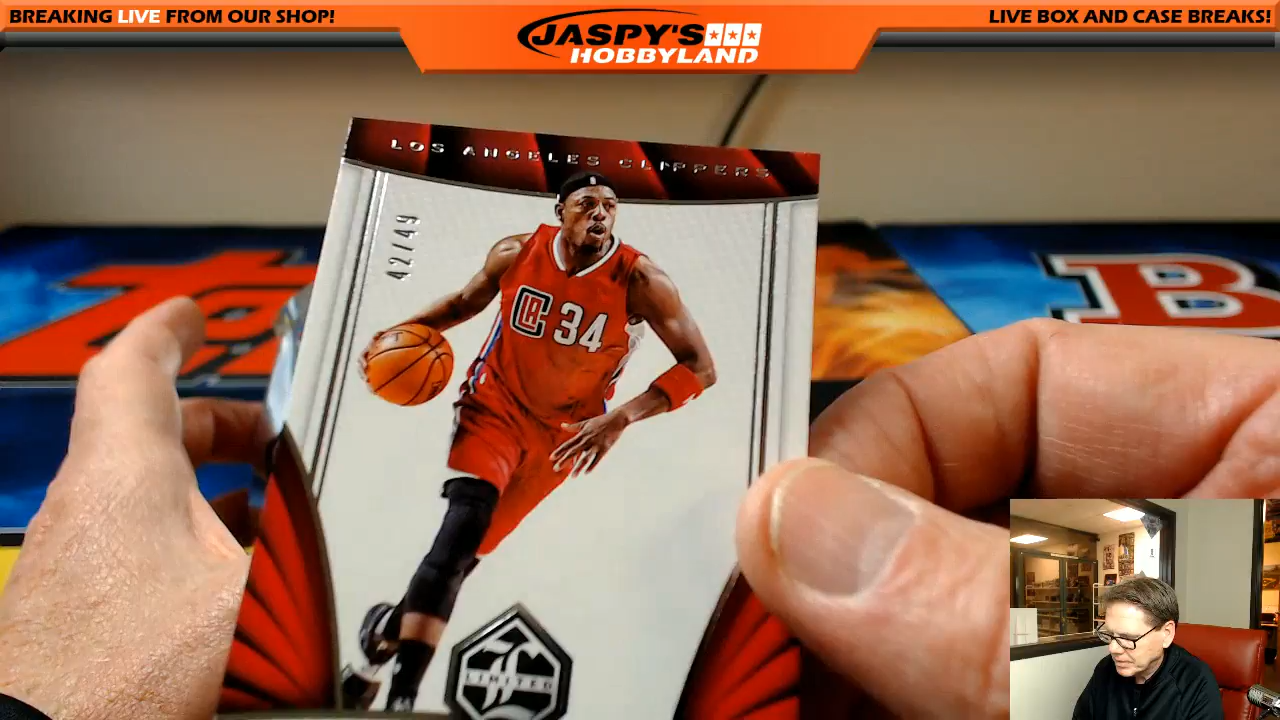 BREAKING LIVE FROM OUR SHOP!
JASPY'S
HOBBYLAND
LIVE BOX AND CASE BREAKS!
LOS ANGELES CLIPPERS
42/49
LAC 34
LIMITED
B